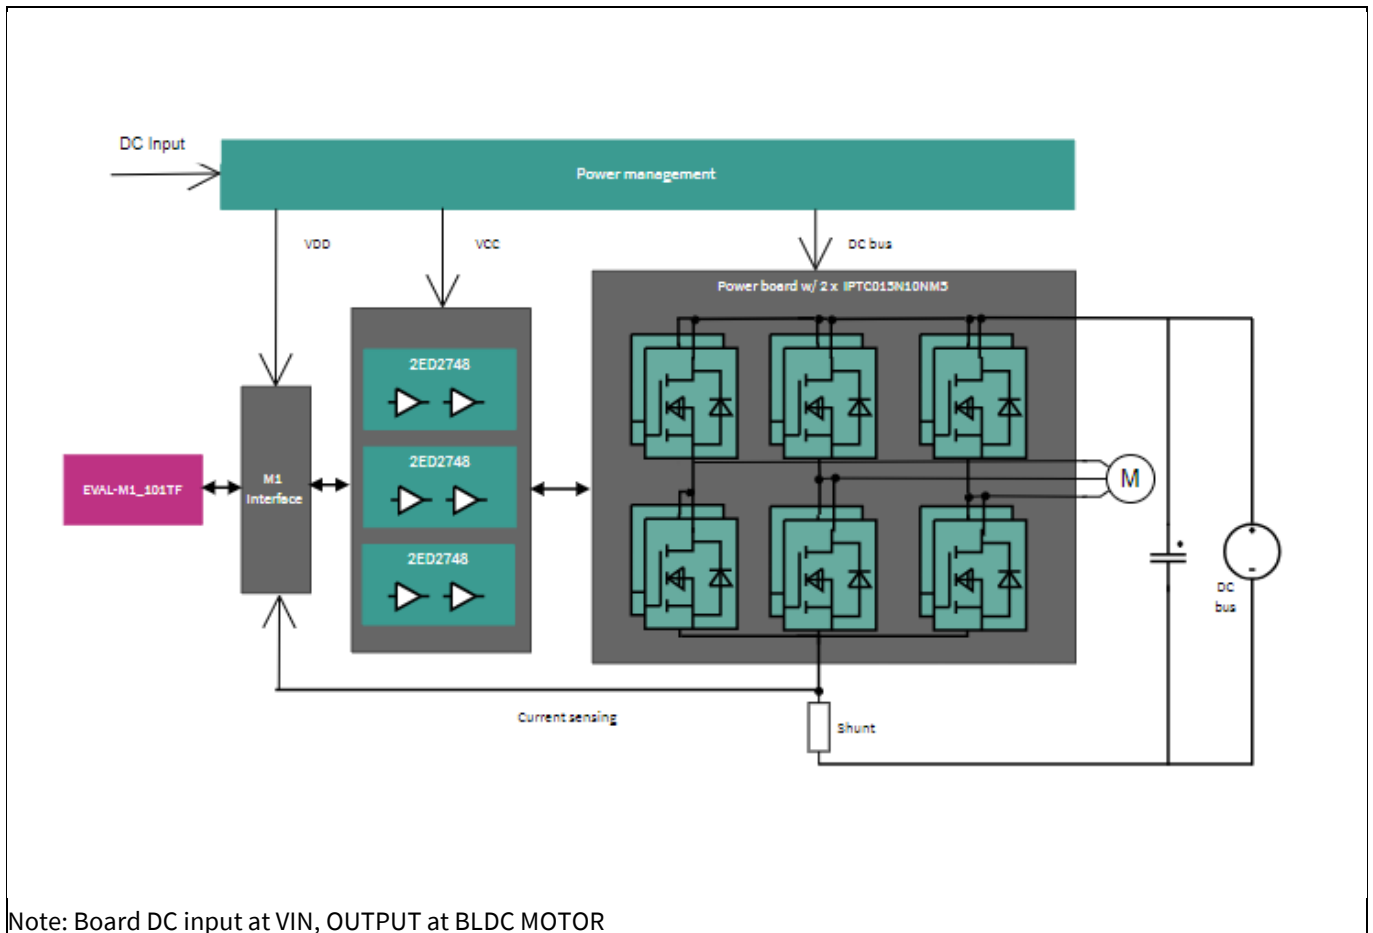 DC Input
Power management
VDD
VCC
DC bus
Power board w/ 2 x IPTC015N10NM5
2ED2748
2ED2748
2ED2748
EVAL-M1_101TF
M1
Interface
M
DC
bus
Current sensing
Shunt
Note: Board DC input at VIN, OUTPUT at BLDC MOTOR